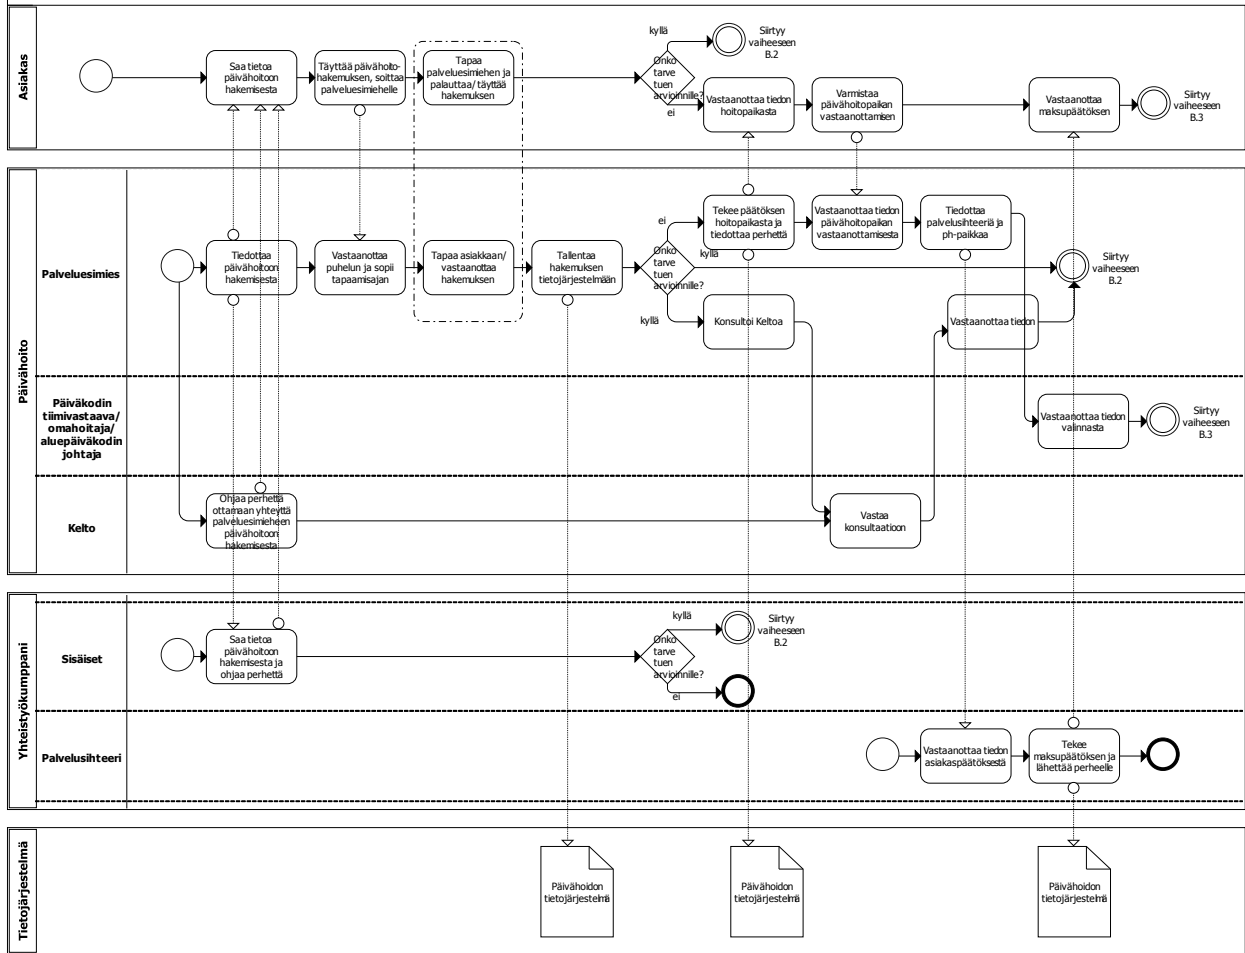 Asiakas
Saa tietoa
päivähoitoon
hakemisesta
Täyttää päivähoito-
hakemuksen, soittaa
palveluesimiehelle
Tapaa
palveluesimiehen ja
palauttaa/ täyttää
hakemuksen
kyllä
Onko
tarve
tuen
arvioinnille?
ei
Siirtyy
vaiheeseen
B.2
Vastaanottaa tiedon
hoitopaikasta
Varmistaa
päivähoitopaikan
vastaanottamisen
Vastaanottaa
maksupäätöksen
Siirtyy
vaiheeseen
B.3
Päivähoito
Palveluesimies
Tiedottaa
päivähoitoon
hakemisesta
Vastaanottaa
puhelun ja sopii
tapaamisajan
Tapaa asiakkaan/
vastaanottaa
hakemuksen
Tallentaa
hakemuksen
tietojärjestelmään
ei
Onko
tarve
tuen
arvioinnille?
kyllä
kyllä
Tekee päätöksen
hoitopaikasta ja
tiedottaa perhettä
Vastaanottaa tiedon
päivähoitopaikan
vastaanottamisesta
Tiedottaa
palvelusihteeriä ja
ph-paikkaa
Siirtyy
vaiheeseen
B.2
Konsultoi Keltoa
Vastaanottaa tiedon
Päiväkodin
tiimivastaava/
omahoitaja/
aluepäiväkodin
johtaja
Vastaanottaa tiedon
valinnasta
Siirtyy
vaiheeseen
B.3
Kelto
Ohjaa perhettä
ottamaan yhteyttä
palveluesimieheen
päivähoitoon
hakemisesta
Vastaa
konsultaatioon
Yhteistyökumppani
Sisäiset
Saa tietoa
päivähoitoon
hakemisesta ja
ohjaa perhettä
kyllä
Onko
tarve
tuen
arvioinnille?
ei
Siirtyy
vaiheeseen
B.2
Palvelusihteeri
Vastaanottaa tiedon
asiakaspäätöksestä
Tekee
maksupäätöksen ja
lähettää perheelle
Tietojärjestelmä
Päivähoidon
tietojärjestelmä
Päivähoidon
tietojärjestelmä
Päivähoidon
tietojärjestelmä